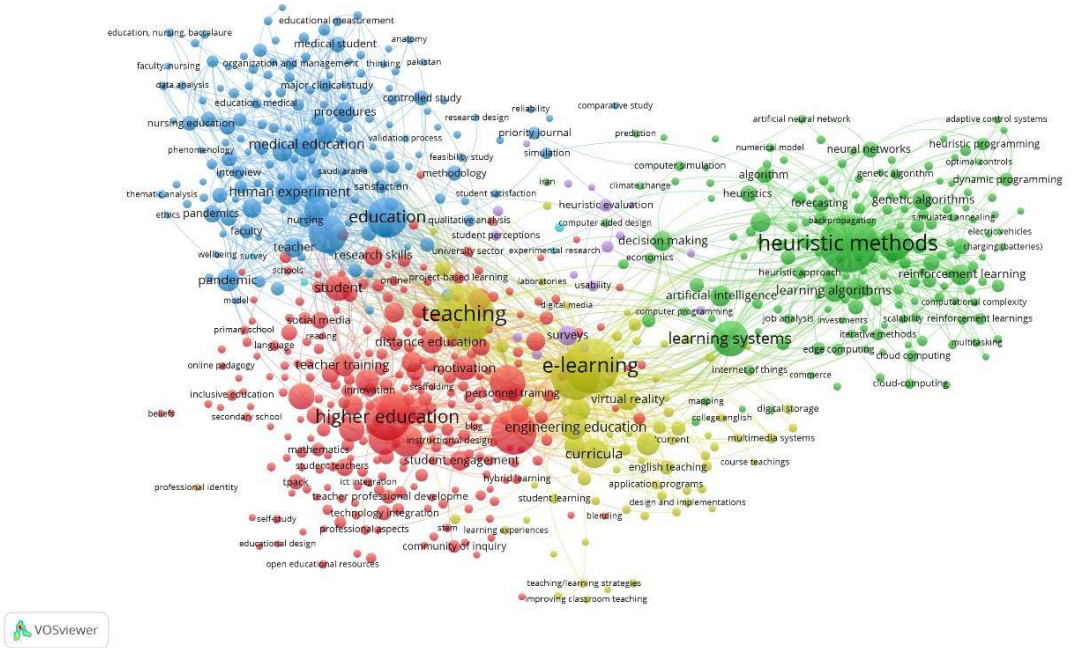 educational measurement
education, nursing, baccalaure
medical student
anatomy
faculty, nursing
organization and management
thinking
pakistan
data analysis
major clinical study
education, medical
controlled study
procedures
research design
reliability
comparative study
nursing education
validation process
priority journal
prediction
artificial neural network
adaptive control systems
medical education
phenomenology
feasibility study
simulation
numerical model
neural networks
heuristic programming
interview
saudi arabia
methodology
computer simulation
optimal controls
human experiment
satisfaction
iran
climate change
algorithm
genetic algorithm
dynamic programming
thematic analysis
student satisfaction
heuristics
genetic algorithms
ethics
pandemics
nursing
education
qualitative analysis
heuristic evaluation
forecasting
backpropagation
simulated annealing
faculty
student perceptions
computer aided design
decision making
electric vehicles
teacher
university sector
experimental research
heuristic methods
charging (batteries)
wellbeing
survey
research skills
economics
schools
pandemic
student
online
project-based learning
laboratories
usability
heuristic approach
reinforcement learning
model
artificial intelligence
learning algorithms
digital media
computational complexity
teaching
computer programming
social media
job analysis
investments
scalability
reinforcement learnings
primary school
reading
distance education
surveys
learning systems
iterative methods
language
edge computing
multitasking
online pedagogy
teacher training
motivation
e-learning
internet of things
cloud computing
commerce
cloud-computing
inclusive education
innovation
scaffolding
personnel training
virtual reality
mapping
digital storage
beliefs
secondary school
higher education
blog
engineering education
college english
instructional design
current
multimedia systems
mathematics
student engagement
curricula
student teachers
english teaching
course teachings
tpack
ict integration
hybrid learning
application programs
professional identity
teacher professional developme
student learning
design and implementations
technology integration
self-study
professional aspects
stem
learning experiences
blending
educational design
community of inquiry
open educational resources
teaching/learning strategies
improving classroom teaching
VOSviewer